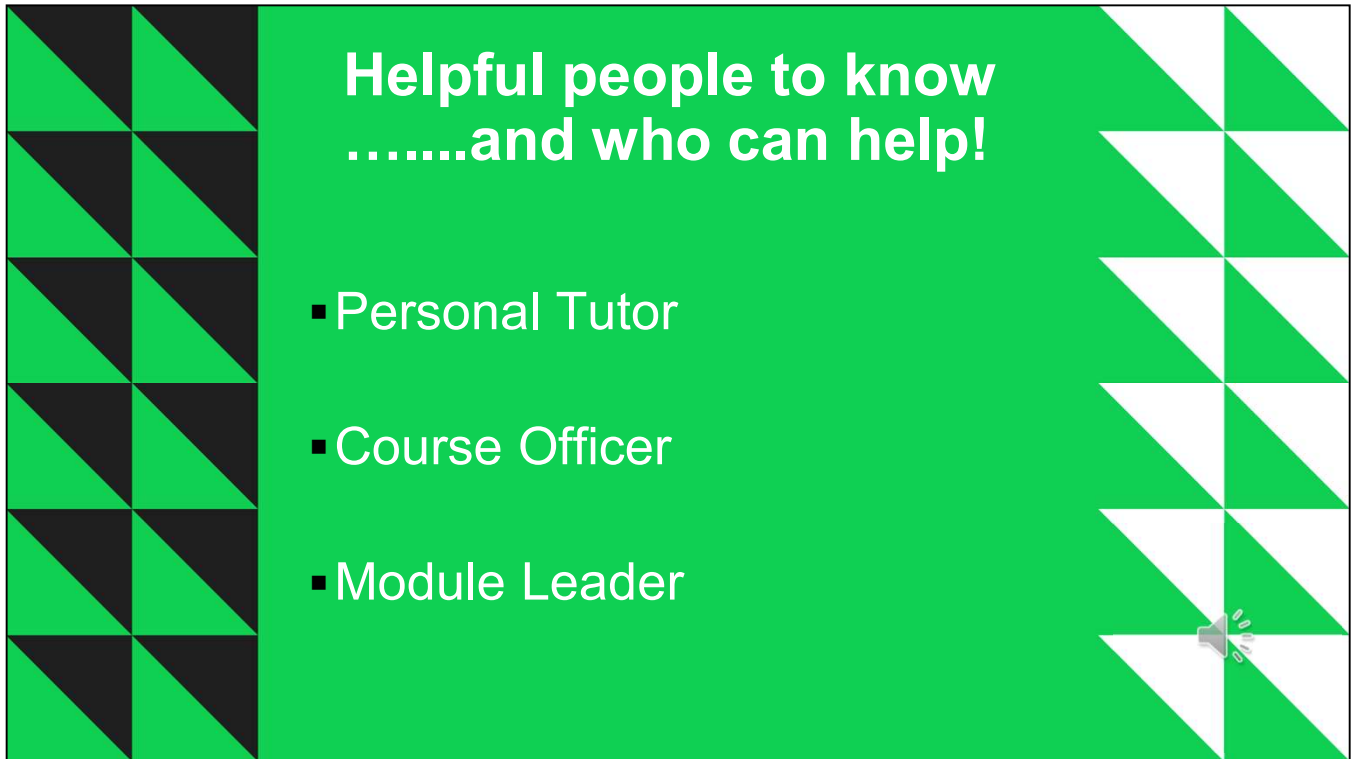 Helpful people to know
…....and who can help!
▪Personal Tutor
▪Course Officer
▪Module Leader